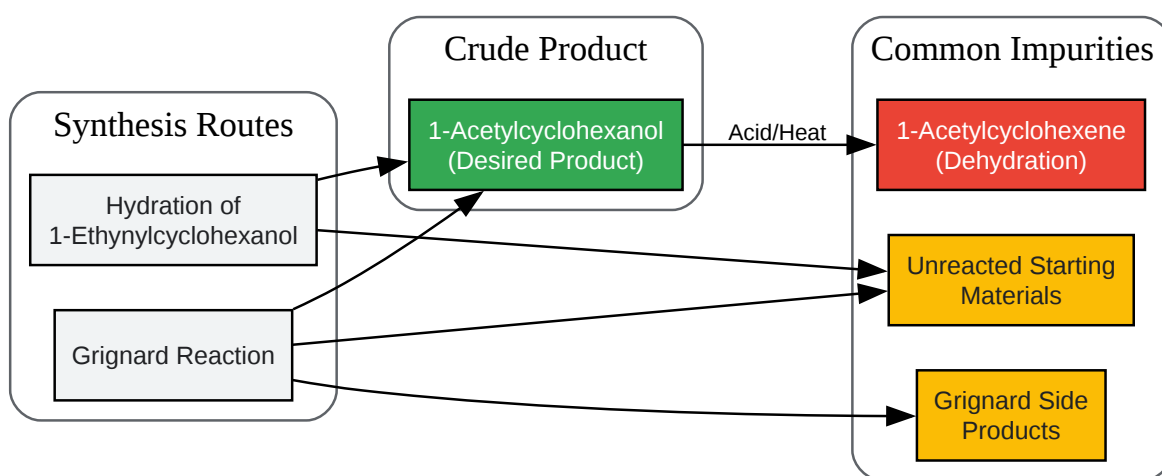 Synthesis Routes
Hydration of
1-Ethynylcyclohexanol
Grignard Reaction
Crude Product
1-Acetylcyclohexanol
(Desired Product)
Acid/Heat
Common Impurities
1-Acetylcyclohexene
(Dehydration)
Unreacted Starting
Materials
Grignard Side
Products